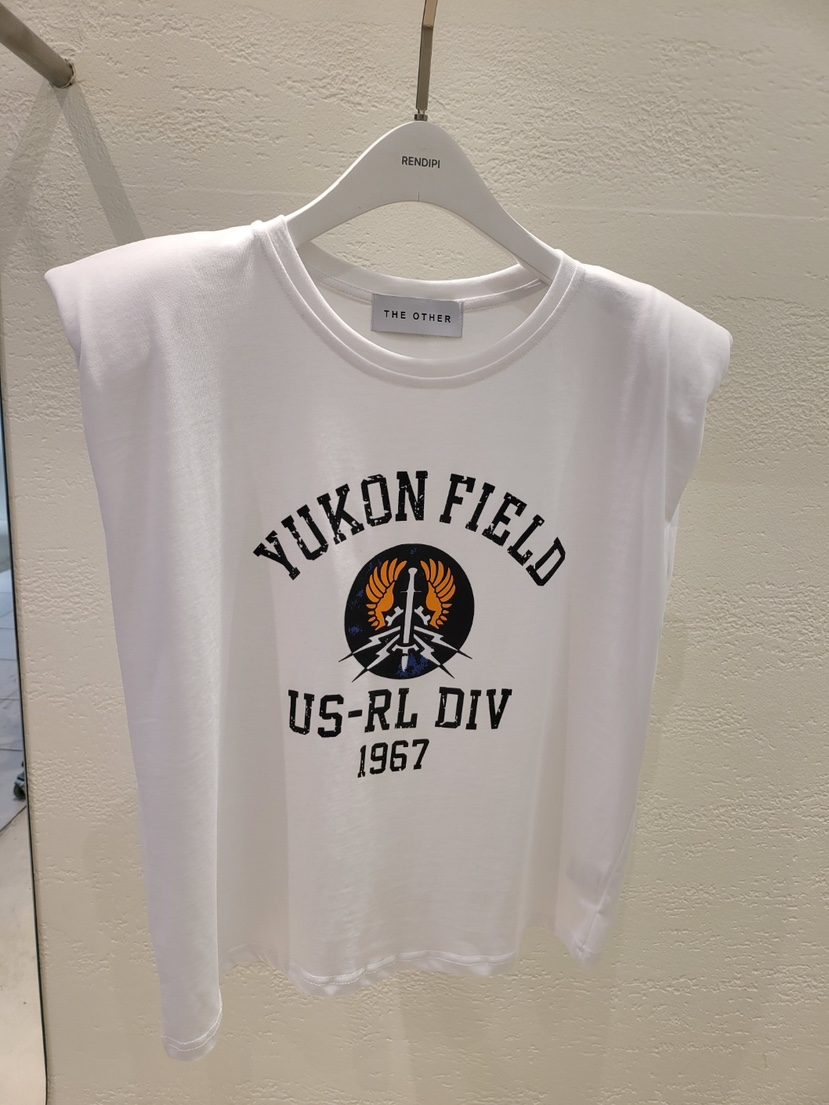 RENDIPI
THE OTHER
YUKON FIELD
US-RL DIV
1967